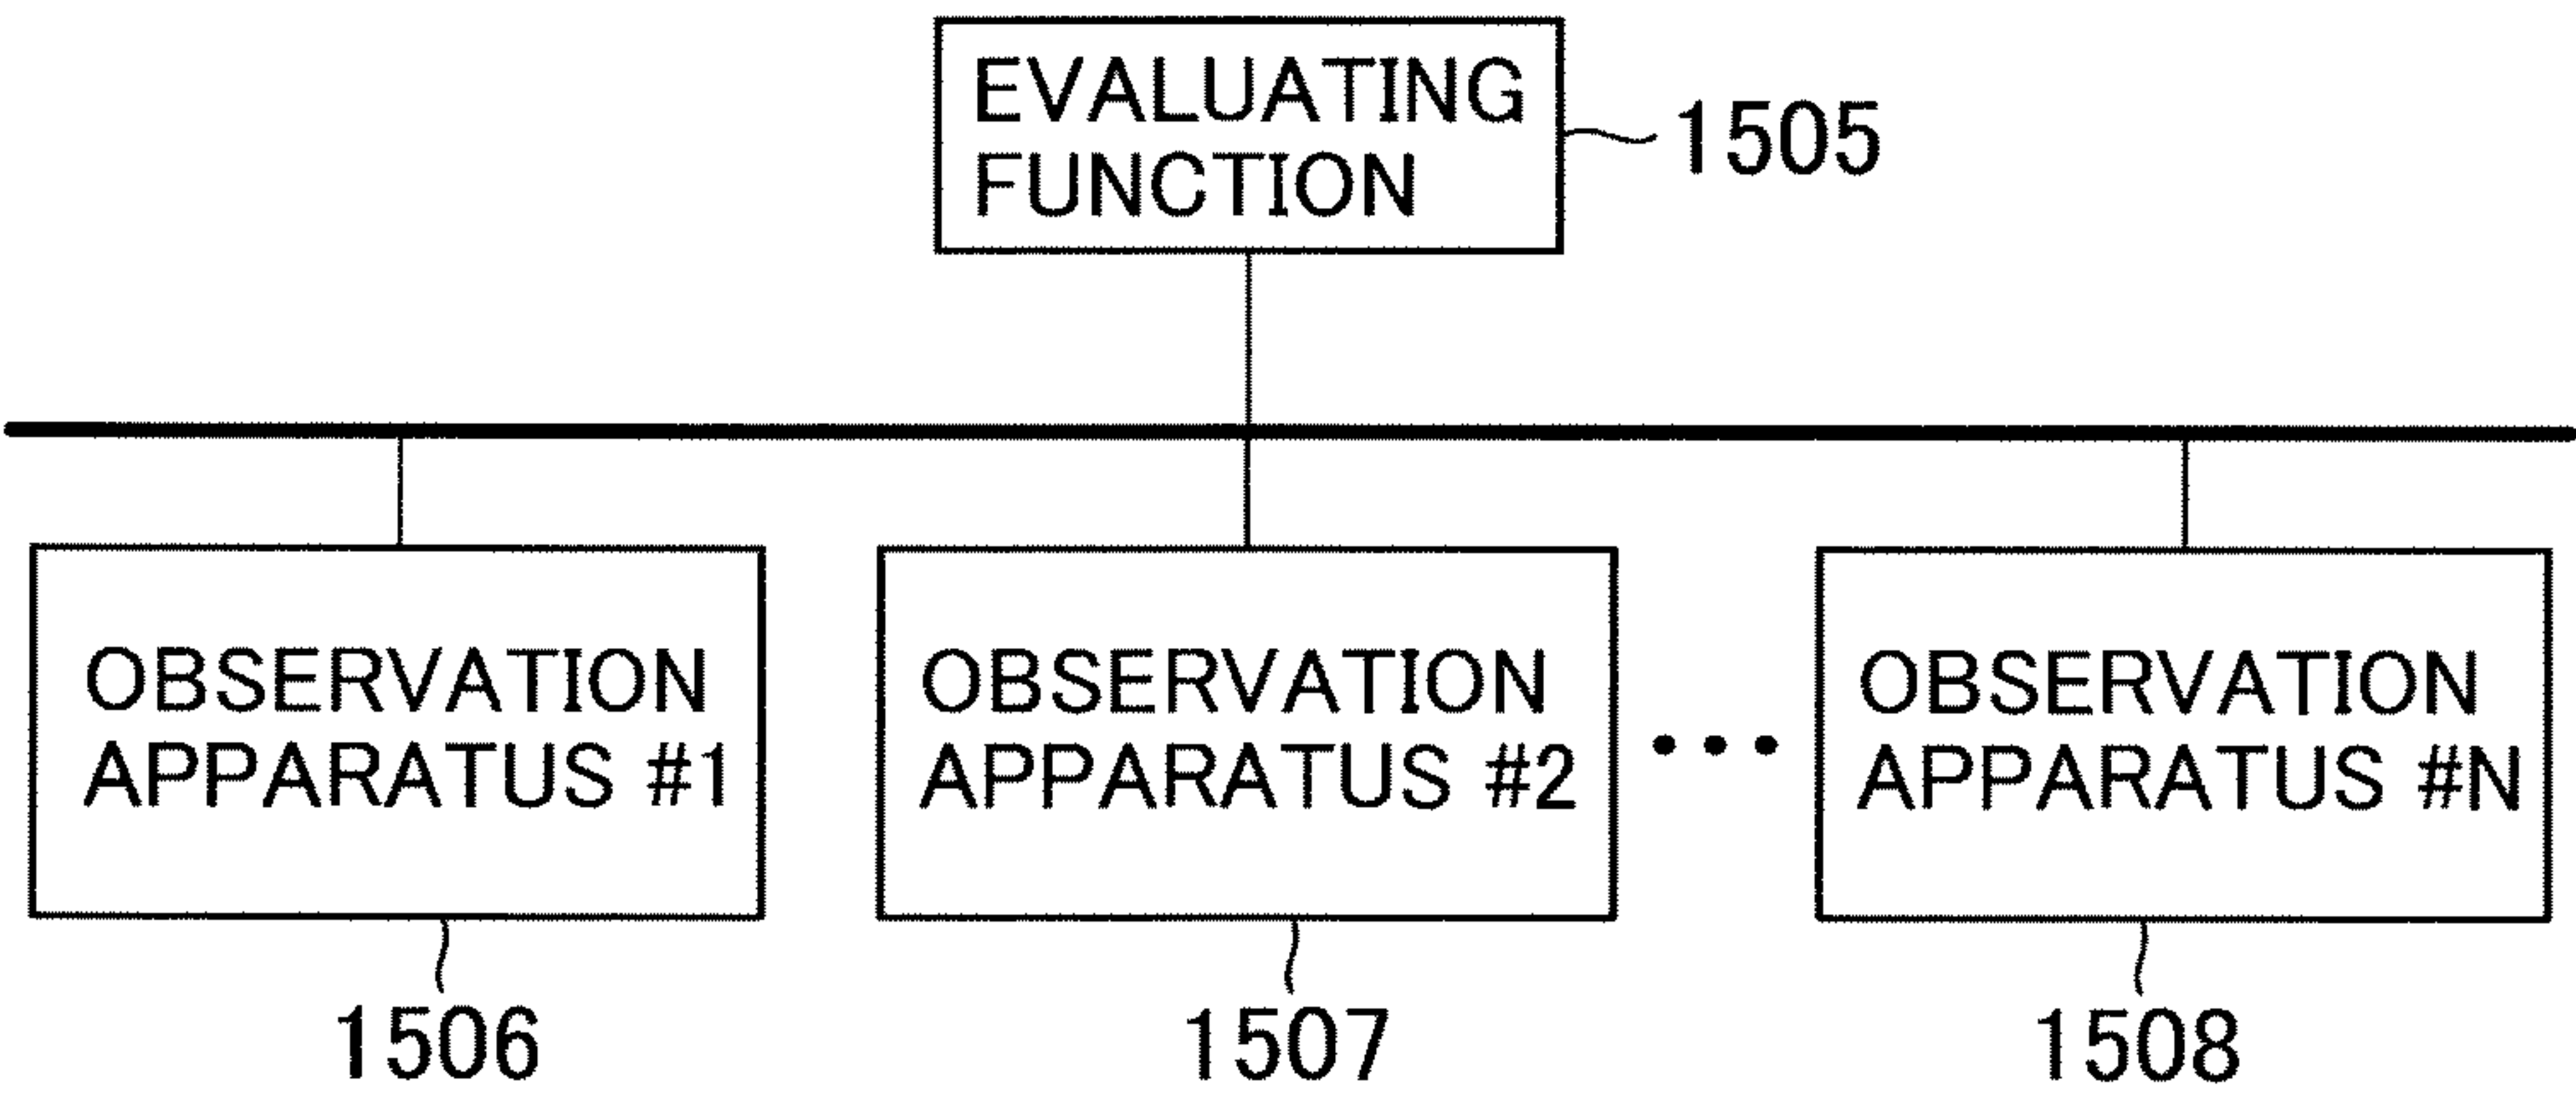 EVALUATING
FUNCTION
1505
OBSERVATION
APPARATUS #1
OBSERVATION
APPARATUS #2
•••
OBSERVATION
APPARATUS #N
1506
1507
1508